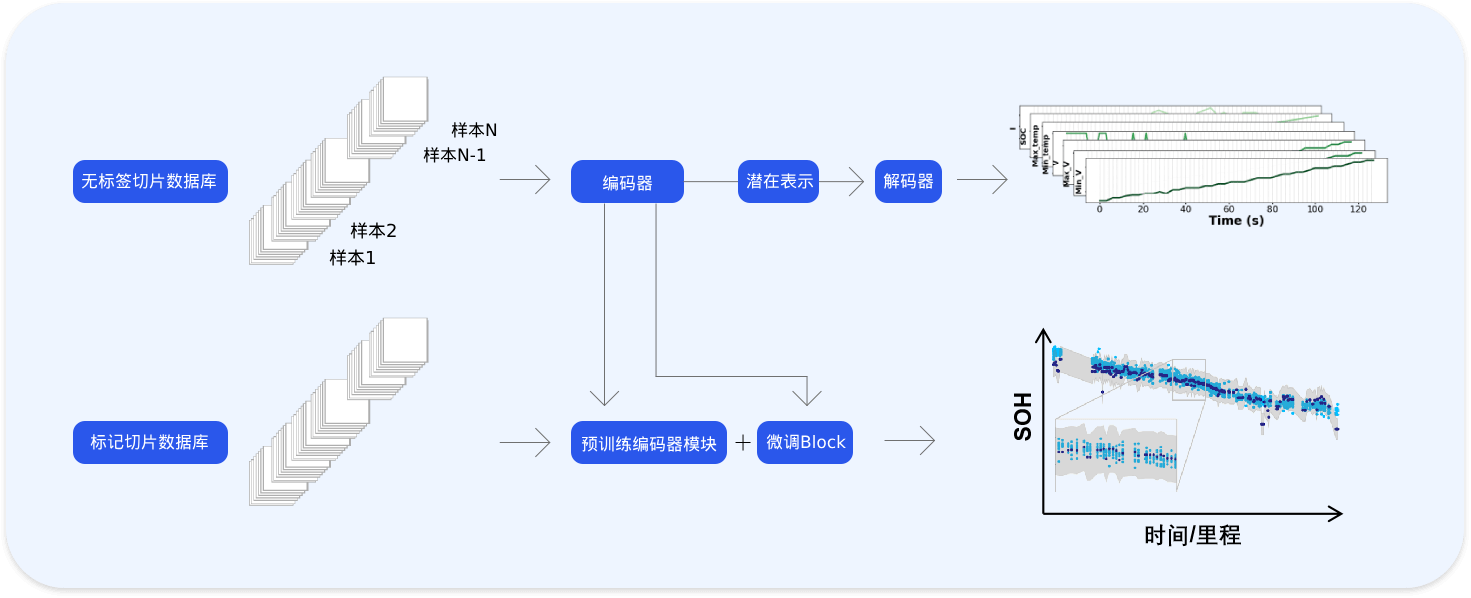 样本N
样本N-1
无标签切片数据库
样本2
样本1
编码器
潜在表示
解码器
SOC
Max_temp
Min_temp
Max_V
Min_V
0 20 40 60 80 100 120
Time (s)
标记切片数据库
预训练编码器模块
+
微调Block
SOH
时间/里程